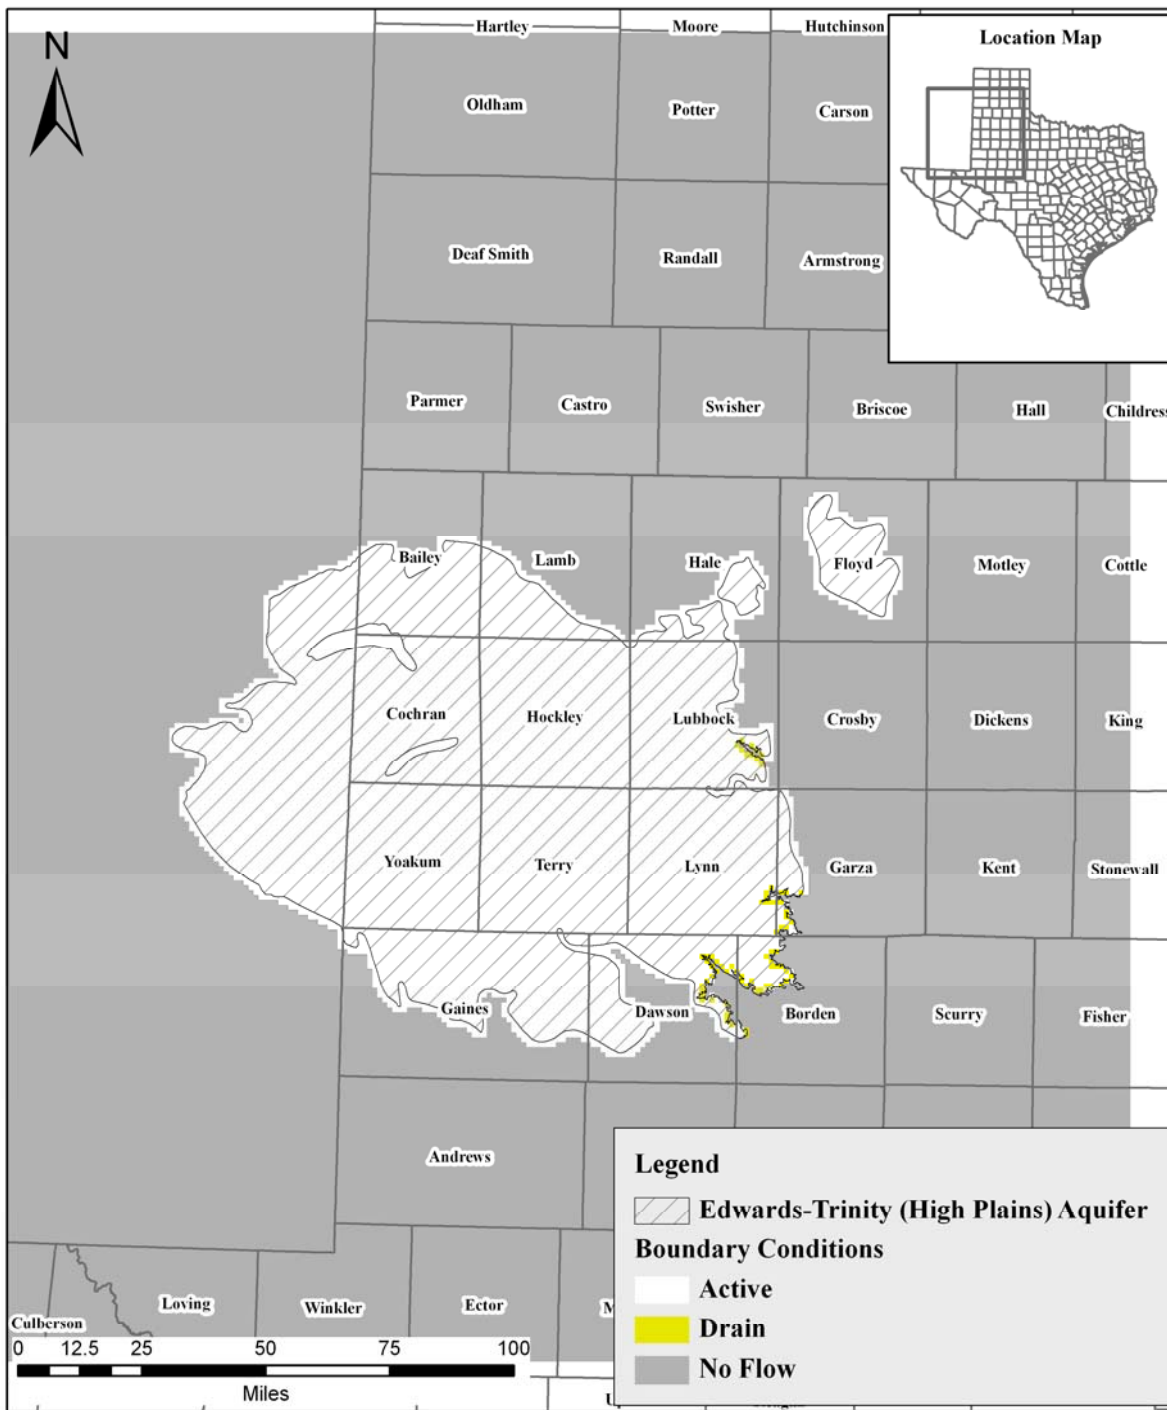 Hartley
Moore
Hutchinson
Location Map
N
Oldham
Potter
Carson
Deaf Smith
Randall
Armstrong
Parmer
Castro
Swisher
Briscoe
Hall
Childress
Bailey
Lamb
Hale
Floyd
Motley
Cottle
Cochran
Hockley
Lubbock
Crosby
Dickens
King
Yoakum
Terry
Lynn
Garza
Kent
Stonewall
Gaines
Dawson
Borden
Scurry
Fisher
Andrews
Legend
Edwards-Trinity (High Plains) Aquifer
Boundary Conditions
Active
Drain
No Flow
Loving
Winkler
Ector
M
Culberson
0 12.5 25 50 75 100
Miles
U